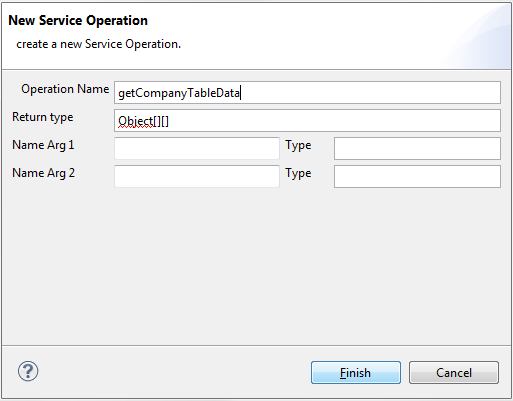 New Service Operation
create a new Service Operation.
Operation Name getCompanyTableData
Return type Object[][]
Name Arg 1 Type
Name Arg 2 Type
? Finish Cancel